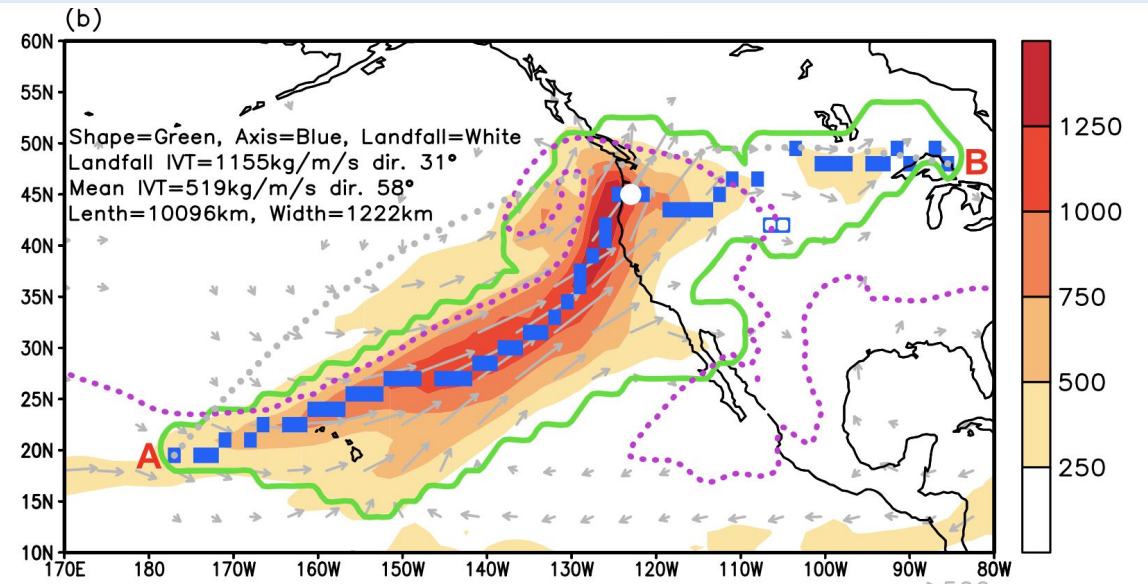 (b)
60N
55N
50N
45N
40N
35N
30N
25N
20N
15N
10N
Shape=Green, Axis=Blue, Landfall=White
Landfall IVT=1155kg/m/s dir. 31°
Mean IVT=519kg/m/s dir. 58°
Lenth=10096km, Width=1222km
A
B
170E 180 170W 160W 150W 140W 130W 120W 110W 100W 90W 80W
1250
1000
750
500
250